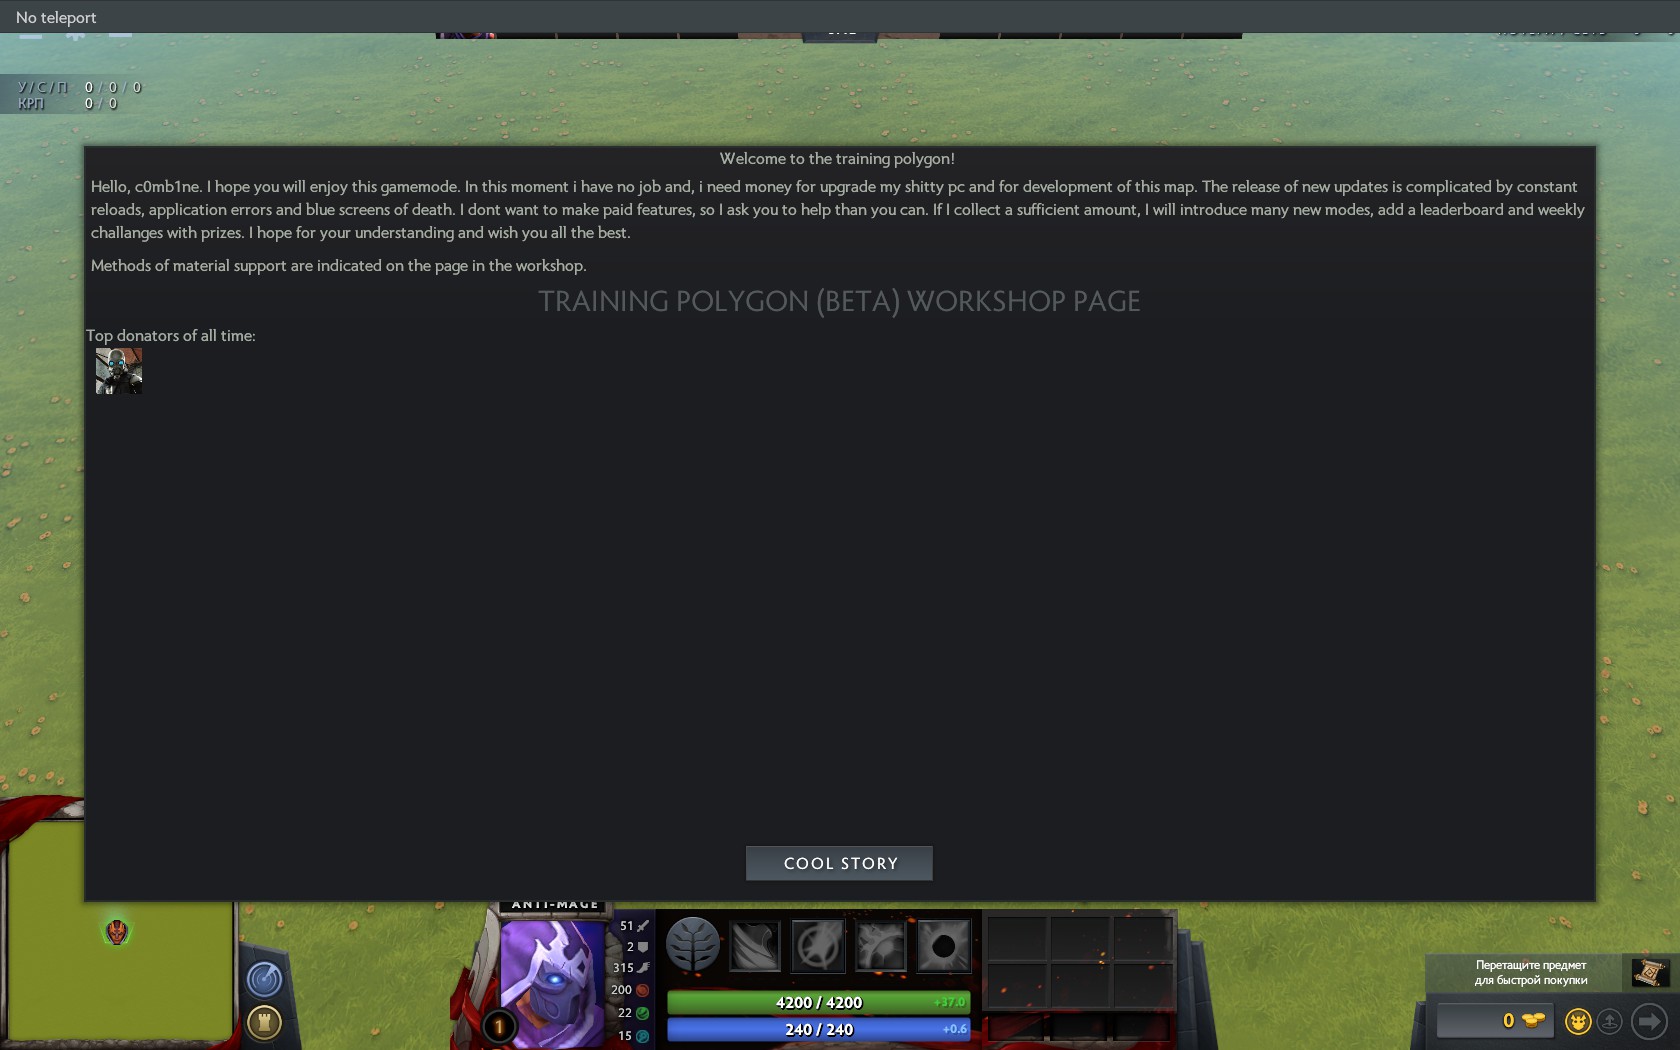 No teleport
У / С / П 0 / 0 / 0
КРП 0 / 0
Welcome to the training polygon!
Hello, c0mb1ne. I hope you will enjoy this gamemode. In this moment i have no job and, i need money for upgrade my shitty pc and for development of this map. The release of new updates is complicated by constant
reloads, application errors and blue screens of death. I dont want to make paid features, so I ask you to help than you can. If I collect a sufficient amount, I will introduce many new modes, add a leaderboard and weekly
challanges with prizes. I hope for your understanding and wish you all the best.
Methods of material support are indicated on the page in the workshop.
TRAINING POLYGON (BETA) WORKSHOP PAGE
Top donators of all time:
COOL STORY
ANTI-MAGE
51
2
315
200
22
15
1
4200 / 4200 +37.0
240 / 240 +0.6
Перетащите предмет
для быстрой покупки
0